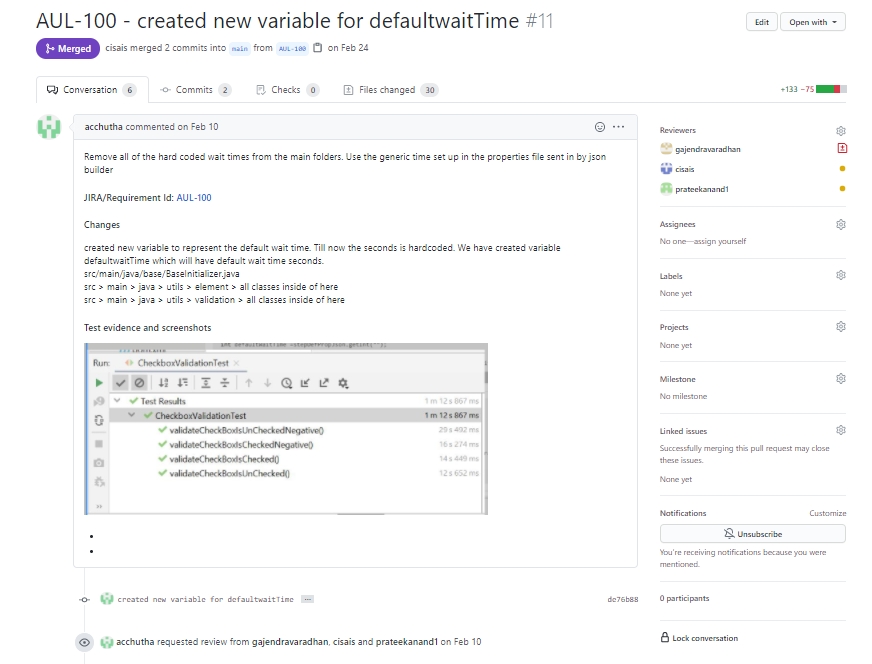 AUL-100 - created new variable for defaultwaitTime #11
Edit
Open with
Merged
cisais merged 2 commits into main from AUL-100 on Feb 24
Conversation 6
Commits 2
Checks 0
Files changed 30
+133 −75
acchutha commented on Feb 10
Remove all of the hard coded wait times from the main folders. Use the generic time set up in the properties file sent in by json
builder
JIRA/Requirement Id: AUL-100
Changes
created new variable to represent the default wait time. Till now the seconds is hardcoded. We have created variable
defaultwaitTime which will have default wait time seconds.
src/main/java/base/BaseInitializer.java
src > main > java > utils > element > all classes inside of here
src > main > java > utils > validation > all classes inside of here
Test evidence and screenshots
Run: CheckboxValidationTest
Test Results 1 m 12 s 867 ms
CheckboxValidationTest 1 m 12 s 867 ms
validateCheckBoxIsUnCheckedNegative() 29 s 492 ms
validateCheckBoxIsCheckedNegative() 16 s 274 ms
validateCheckBoxIsChecked() 14 s 449 ms
validateCheckBoxIsUnChecked() 12 s 652 ms
created new variable for defaultwaitTime
de76b88
acchutha requested review from gajendravaradhan, cisais and prateekanand1 on Feb 10
Reviewers
gajendravaradhan
cisais
prateekanand1
Assignees
No one—assign yourself
Labels
None yet
Projects
None yet
Milestone
No milestone
Linked issues
Successfully merging this pull request may close
these issues.
None yet
Notifications
Customize
Unsubscribe
You're receiving notifications because you were
mentioned.
0 participants
Lock conversation